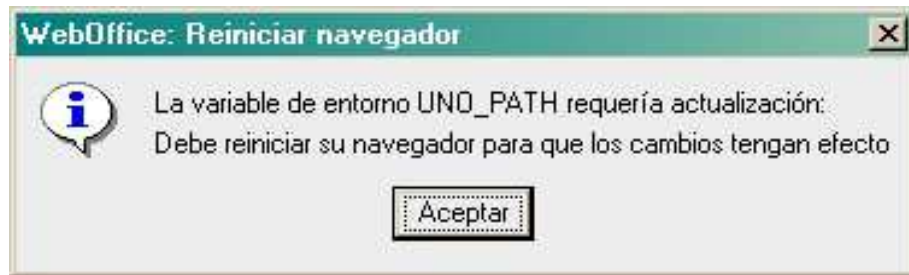 WebOffice: Reiniciar navegador
La variable de entorno UNO_PATH requería actualización:
Debe reiniciar su navegador para que los cambios tengan efecto
Aceptar